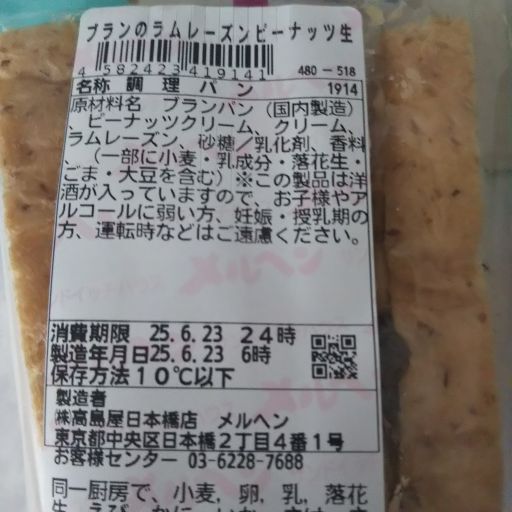 ブランのラムレーズンピーナッツ生
4 582423 419141
480-518
名称 調理パン 1914
原材料名 ブランパン(国内製造)
、ピーナッツクリーム、クリーム、
ラムレーズン、砂糖/乳化剤、香料
、(一部に小麦・乳成分・落花生・
ごま・大豆を含む)※この製品は洋
酒が入っていますので、お子様やア
ルコールに弱い方、妊娠・授乳期の
方、運転時などはご遠慮ください。
メルヘン
消費期限 25.6.23 24時
製造年月日25.6.23 6時
保存方法10℃以下
製造者
㈱高島屋日本橋店 メルヘン
東京都中央区日本橋2丁目4番1号
お客様センター 03-6228-7688
同一厨房で、小麦,卵,乳,落花